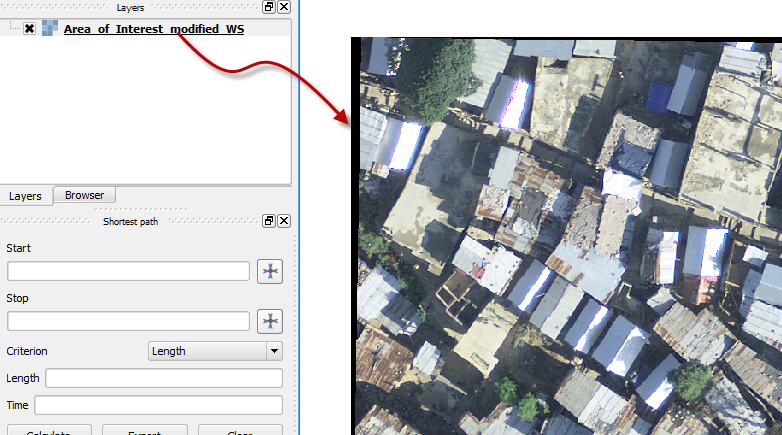 Layers
Area_of_Interest_modified_WS
Layers
Browser
Shortest path
Start
Stop
Criterion
Length
Length
Time
Calculate
Export
Clear